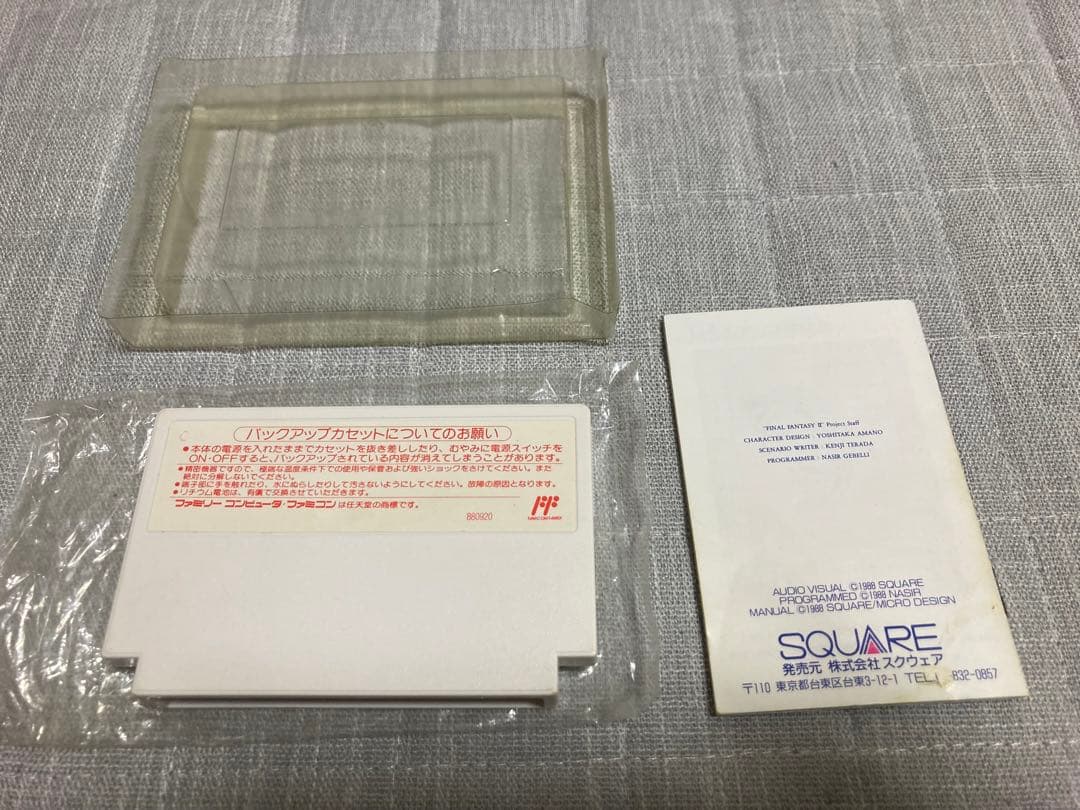 バックアップカセットについてのお願い
●本体の電源を入れたままでカセットを抜き差ししたり、むやみに電源スイッチを
ON・OFFすると、バックアップされている内容が消えてしまうことがあります。
●精密機器ですので、極端な温度条件下での使用や保管および強いショックをさけてください。また
絶対に分解しないでください。
●端子部に手を触れたり、水にぬらしたりして汚さないようにしてください。故障の原因となります。
●リチウム電池は、有償で交換させていただきます。
ファミリー コンピュータ・ファミコンは任天堂の商標です。
880920
"FINAL FANTASY II" Project Staff
CHARACTER DESIGN : YOSHITAKA AMANO
SCENARIO WRITER : KENJI TERADA
PROGRAMMER : NASIR GEBELLI
AUDIO VISUAL ©1988 SQUARE
PROGRAMMED ©1988 NASIR
MANUAL ©1988 SQUARE/MICRO DESIGN
SQUARE
発売元 株式会社 スクウェア
〒110 東京都台東区台東3-12-1 TEL 832-0857